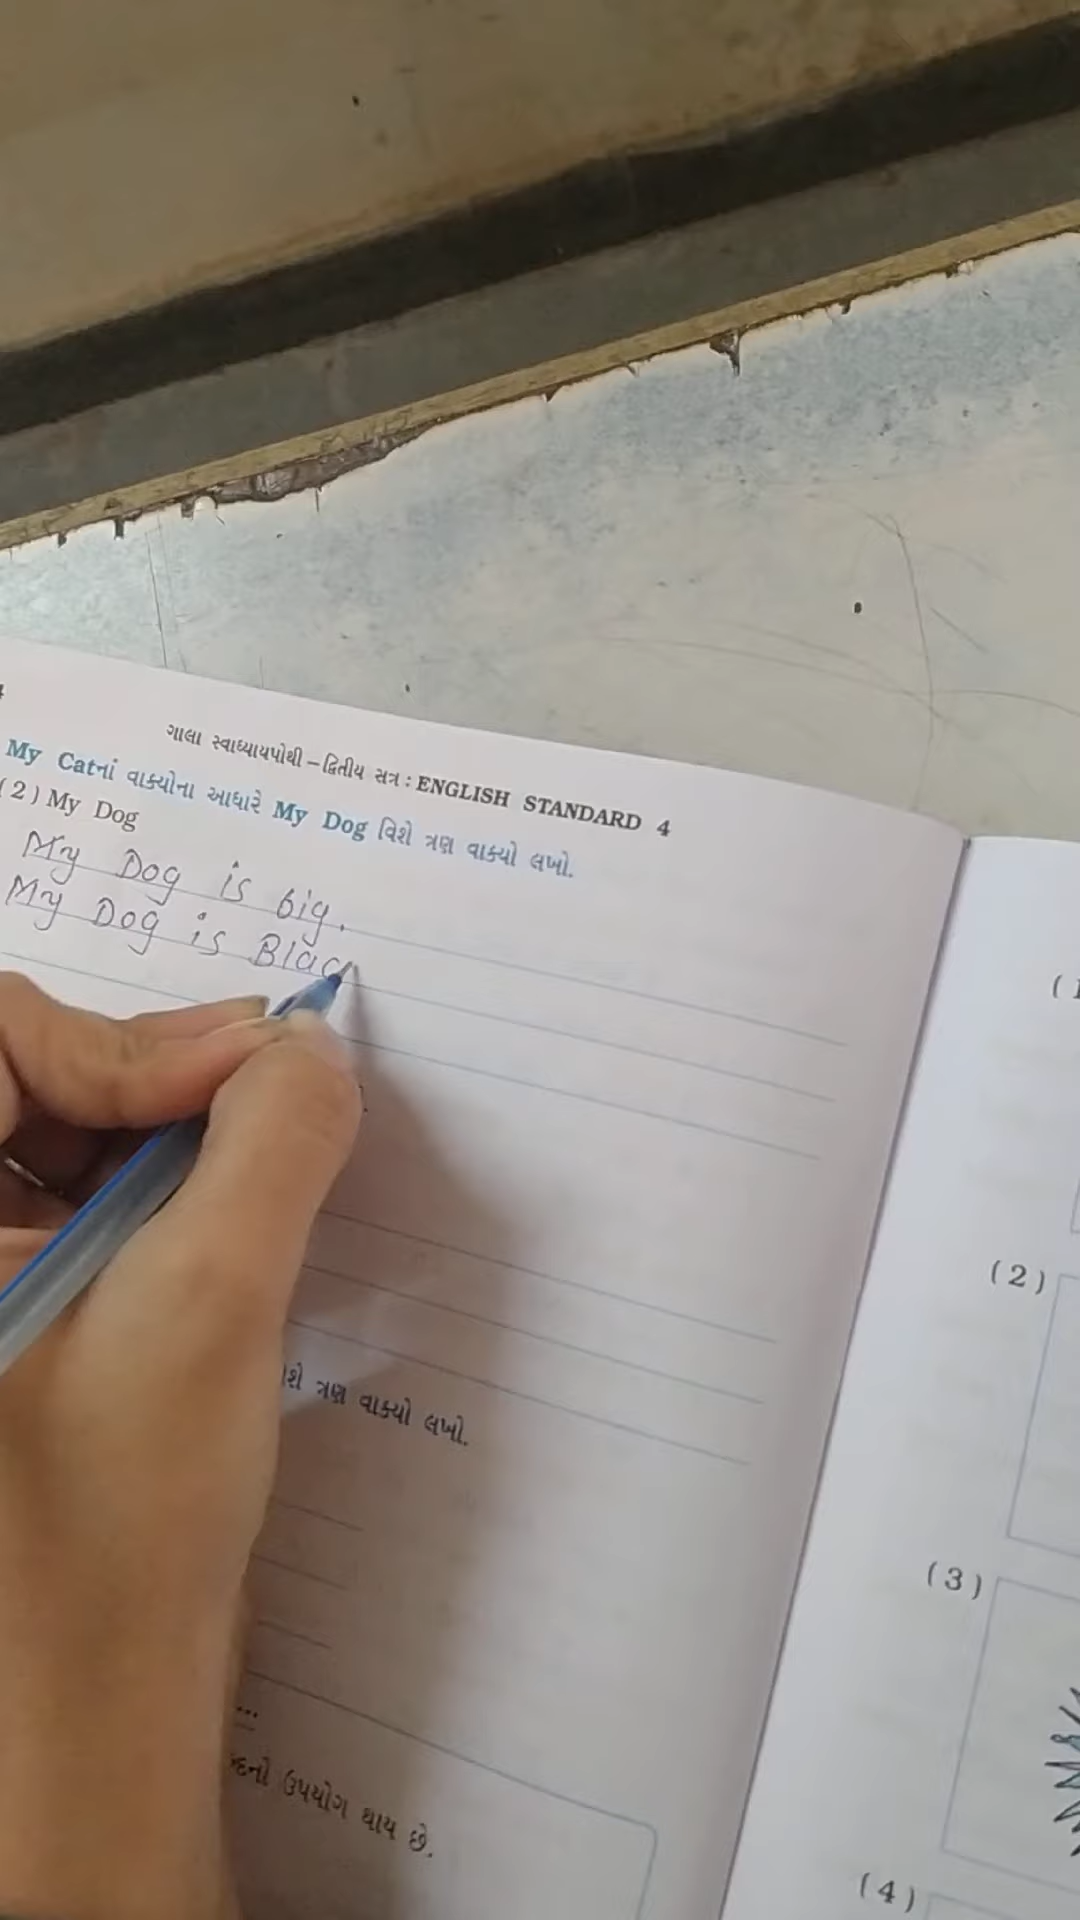 ગાલા સ્વાધ્યાયપોથી – દ્વિતીય સત્ર : ENGLISH STANDARD 4
My Catનાં વાક્યોના આધારે My Dog વિશે ત્રણ વાક્યો લખો.
(2) My Dog
My Dog is big.
My Dog is Blac
ત્રણ વાક્યો લખો.
...
ઉપયોગ થાય છે.
(2)
(3)
(4)